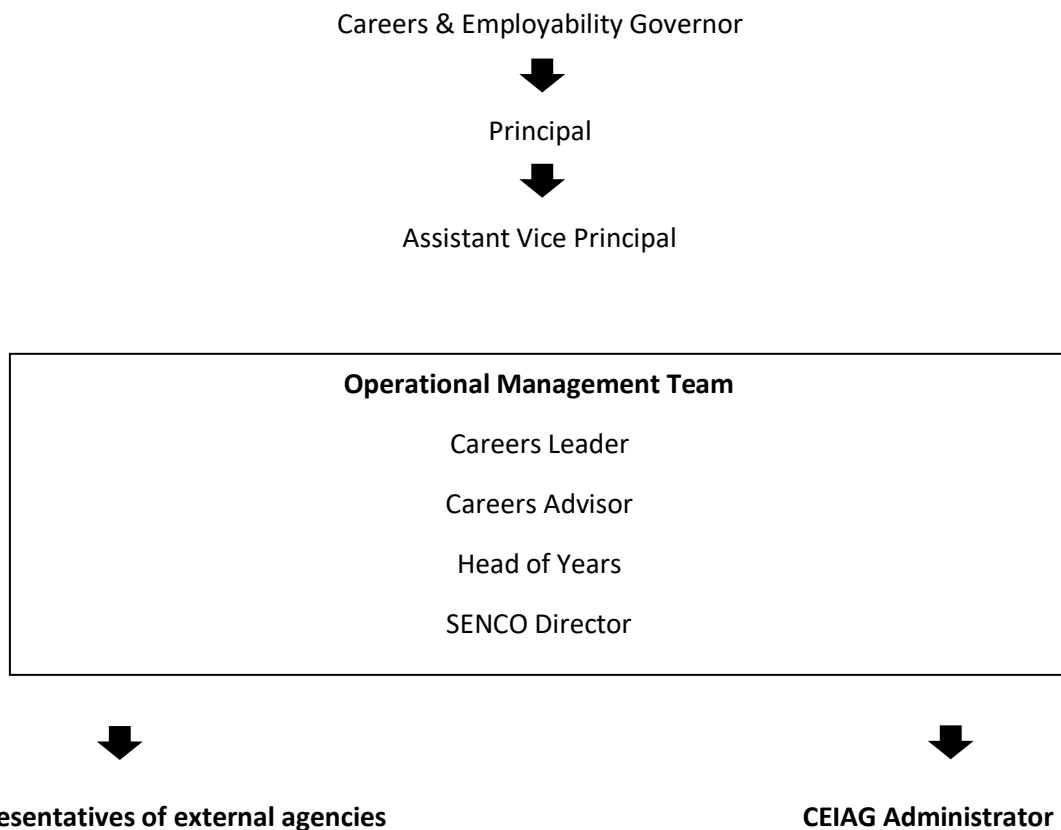 Careers & Employability Governor
Principal
Assistant Vice Principal
Operational Management Team
Careers Leader
Careers Advisor
Head of Years
SENCO Director
of external agencies
CEIAG Administrator